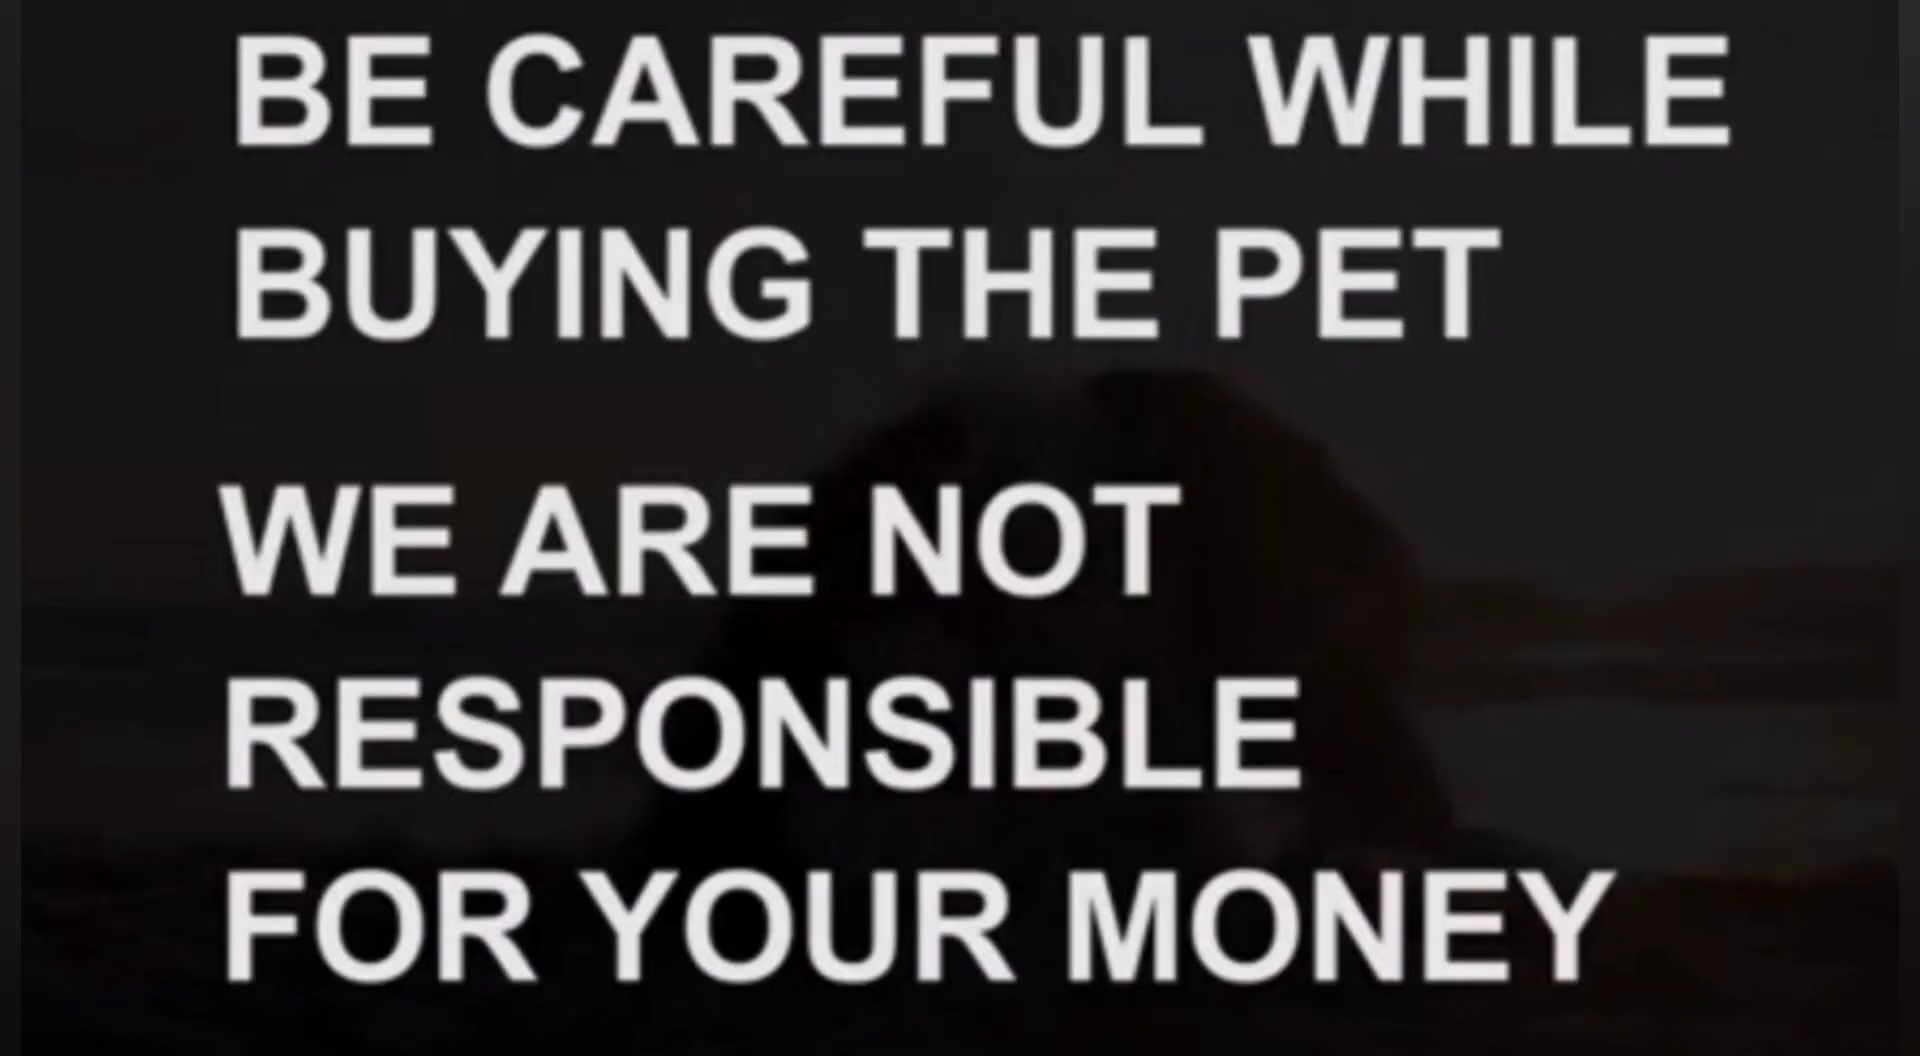 BE CAREFUL WHILE
BUYING THE PET
WE ARE NOT
RESPONSIBLE
FOR YOUR MONEY